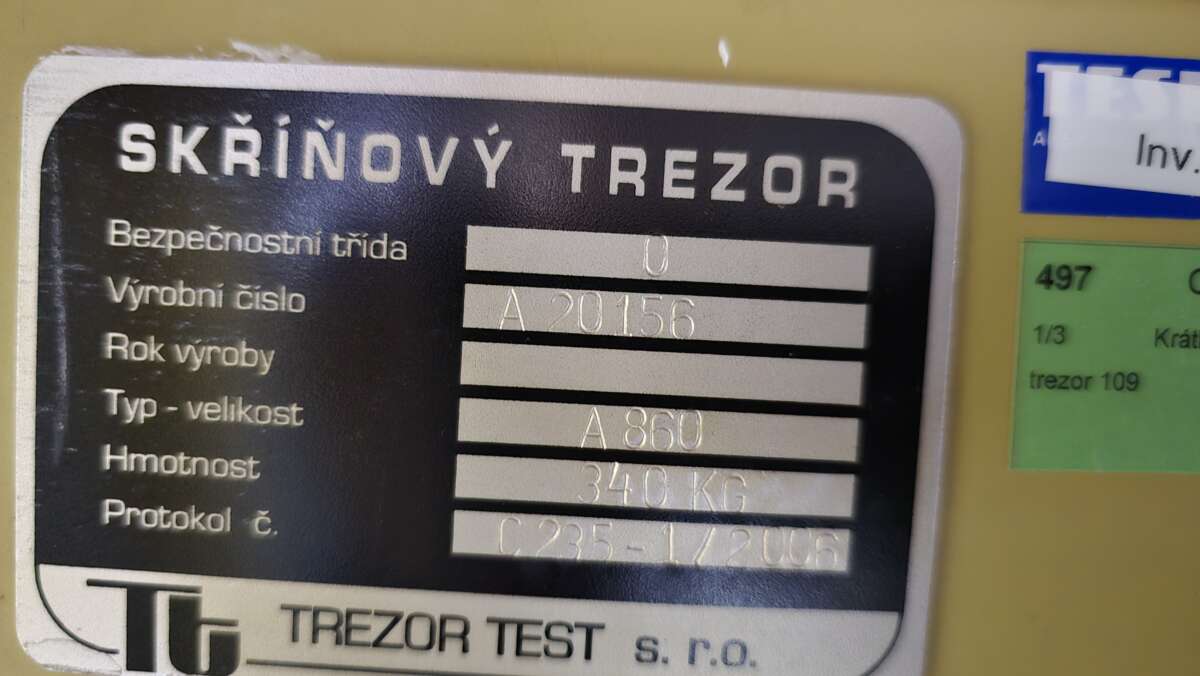 SKŘÍŇOVÝ TREZOR
Bezpečnostní třída 0
Výrobní číslo A 20156
Rok výroby
Typ - velikost A 860
Hmotnost 340 KG
Protokol č. C 235 - 1 / 2006
Tt TREZOR TEST s. r.o.
Inv.
497
1/3
trezor 109